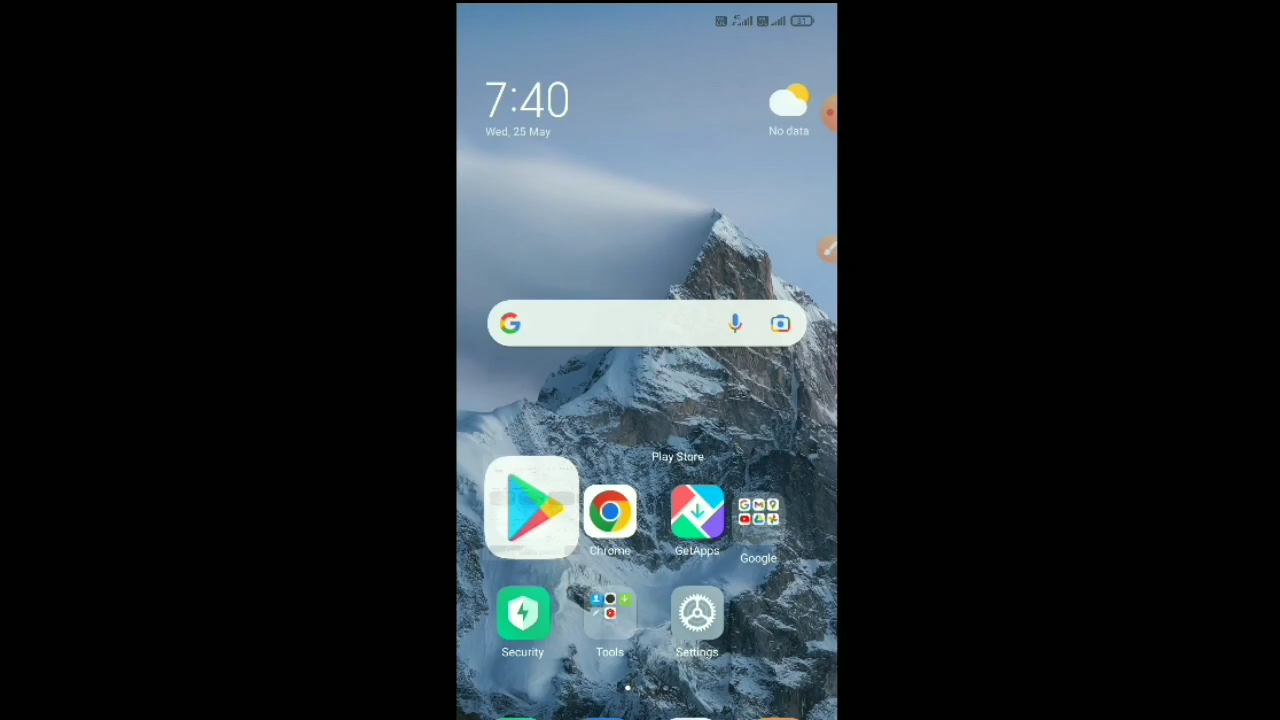 7:40
Wed, 25 May
No data
Play Store
Chrome
GetApps
Google
Security
Tools
Settings